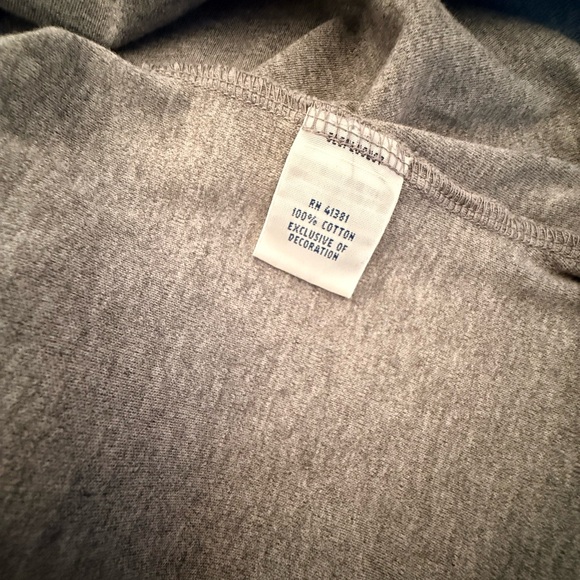 RN 41381
100% COTTON
EXCLUSIVE OF
DECORATION